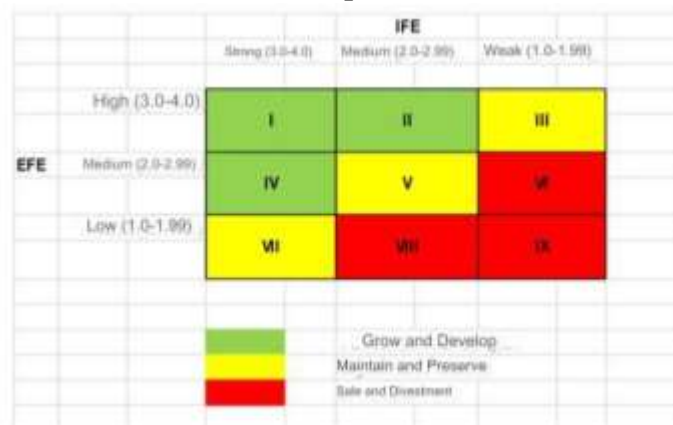 IFE
Strong (3.0-4.0) Medium (2.0-2.99) Weak (1.0-1.99)
High (3.0-4.0) I II III
EFE Medium (2.0-2.99) IV V VI
Low (1.0-1.99) VII VIII IX
Grow and Develop
Maintain and Preserve
Sale and Divestment